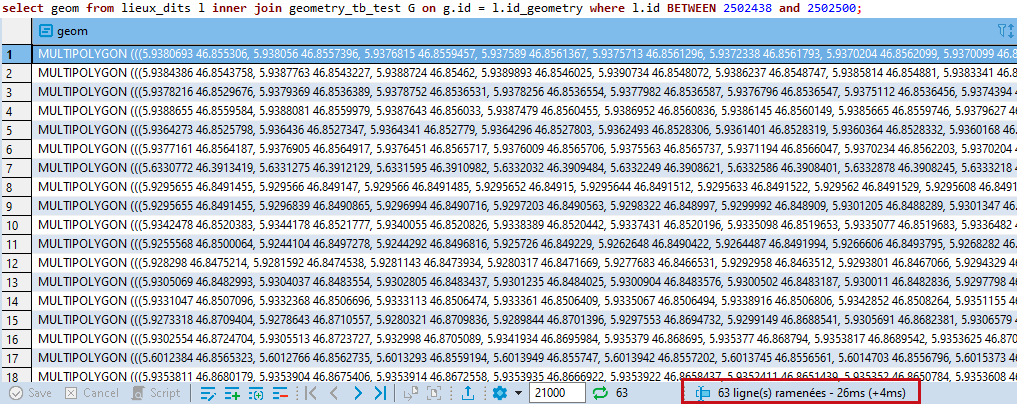 select geom from lieux_dits l inner join geometry_tb_test G on g.id = l.id_geometry where l.id BETWEEN 2502438 and 2502500;
geom
1 MULTIPOLYGON (((5.9380693 46.855306, 5.938056 46.8557396, 5.9376815 46.8559457, 5.937589 46.8561367, 5.9375713 46.8561296, 5.9372338 46.8561793, 5.9370204 46.8562099, 5.9370099 46.8
2 MULTIPOLYGON (((5.9384386 46.8543758, 5.9387763 46.8543227, 5.9388724 46.85462, 5.9389893 46.8546025, 5.9390734 46.8548072, 5.9386237 46.8548747, 5.9385814 46.854881, 5.9383341 46.8
3 MULTIPOLYGON (((5.9378216 46.8529676, 5.9379369 46.8536389, 5.9378752 46.8536531, 5.9378256 46.8536554, 5.9377982 46.8536587, 5.9376796 46.8536547, 5.9375112 46.8536456, 5.9374394
4 MULTIPOLYGON (((5.9388655 46.8559584, 5.9388081 46.8559979, 5.9387643 46.856033, 5.9387479 46.8560455, 5.9386952 46.8560836, 5.9386145 46.8560149, 5.9385665 46.8559746, 5.9379627 4
5 MULTIPOLYGON (((5.9364273 46.8525798, 5.936436 46.8527347, 5.9364341 46.852779, 5.9364296 46.8527803, 5.9362493 46.8528306, 5.9361401 46.8528319, 5.9360364 46.8528332, 5.9360168 46.
6 MULTIPOLYGON (((5.9377161 46.8564187, 5.9376905 46.8564917, 5.9376451 46.8565717, 5.9376009 46.8565706, 5.9375563 46.8565737, 5.9371194 46.8566047, 5.9370234 46.8562203, 5.9370204
7 MULTIPOLYGON (((5.6330772 46.3913419, 5.6331275 46.3912129, 5.6331595 46.3910982, 5.6332032 46.3909484, 5.6332249 46.3908621, 5.6332586 46.3908401, 5.6332878 46.3908245, 5.6333218
8 MULTIPOLYGON (((5.9295655 46.8491455, 5.929566 46.849147, 5.929565 46.8491485, 5.9295652 46.84915, 5.9295644 46.8491512, 5.9295633 46.8491522, 5.929562 46.8491529, 5.9295608 46.8491
9 MULTIPOLYGON (((5.9295655 46.8491455, 5.9296839 46.8490865, 5.9296994 46.8490716, 5.9297203 46.8490563, 5.9298322 46.848997, 5.9299992 46.848909, 5.9301205 46.8488289, 5.9301347 46.
10 MULTIPOLYGON (((5.9342478 46.8520383, 5.9344178 46.8521777, 5.9340055 46.8520826, 5.9338389 46.8520442, 5.9337431 46.8520196, 5.9335108 46.8519653, 5.9335077 46.8519683, 5.9336482
11 MULTIPOLYGON (((5.9255568 46.8500064, 5.9244104 46.8497278, 5.9244292 46.8496816, 5.925726 46.849229, 5.9262648 46.8490422, 5.9264487 46.8491994, 5.9266606 46.8493795, 5.9268282 46.
12 MULTIPOLYGON (((5.928298 46.8475214, 5.9281592 46.8474538, 5.9281143 46.8473934, 5.9280317 46.8471669, 5.9277683 46.8466531, 5.9292958 46.8463512, 5.9293801 46.8467066, 5.9294329
13 MULTIPOLYGON (((5.9305069 46.8482993, 5.9304037 46.8483554, 5.9302805 46.8483437, 5.9301235 46.8484025, 5.9300904 46.8483576, 5.9300502 46.8483187, 5.930011 46.8482836, 5.9297798
14 MULTIPOLYGON (((5.9331047 46.8507096, 5.9332368 46.8506696, 5.9333113 46.8506474, 5.933361 46.8506409, 5.9335067 46.8506494, 5.9338916 46.8506806, 5.9342852 46.8508264, 5.9351155
15 MULTIPOLYGON (((5.9273318 46.8709404, 5.9278643 46.8710557, 5.9280321 46.8709836, 5.9289844 46.8701396, 5.9297553 46.8694732, 5.9299149 46.8688541, 5.9305691 46.8682381, 5.9306579
16 MULTIPOLYGON (((5.9302554 46.8724704, 5.9305513 46.8723727, 5.932998 46.8705089, 5.9341934 46.8695984, 5.935379 46.868695, 5.935377 46.868794, 5.9353817 46.8689542, 5.9353625 46.870
17 MULTIPOLYGON (((5.6012384 46.8565323, 5.6012766 46.8562735, 5.6013293 46.8559194, 5.6013949 46.855747, 5.6013942 46.8557202, 5.6013745 46.8556561, 5.6014703 46.8556796, 5.6015373 4
18 MULTIPOLYGON (((5.9353811 46.8680179, 5.9353904 46.8675406, 5.9353914 46.8672558, 5.9353935 46.8666922, 5.9353922 46.8658437, 5.9352411 46.8651439, 5.935352 46.8650784, 5.9353608
Save Cancel Script 21000 63 63 ligne(s) ramenées - 26ms (+4ms)